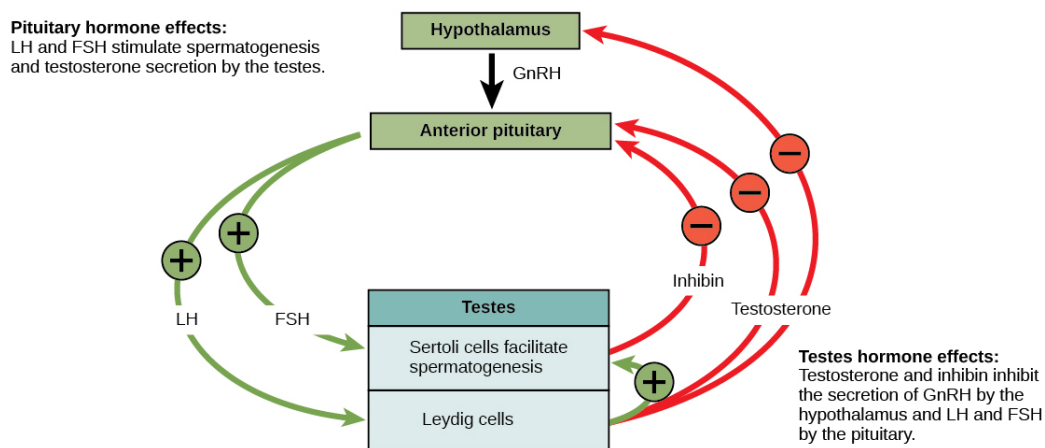 Pituitary hormone effects:
LH and FSH stimulate spermatogenesis
and testosterone secretion by the testes.
Hypothalamus
GnRH
Anterior pituitary
+
+
−
−
−
LH
FSH
Inhibin
Testosterone
Testes
Sertoli cells facilitate
spermatogenesis
+
Leydig cells
Testes hormone effects:
Testosterone and inhibin inhibit
the secretion of GnRH by the
hypothalamus and LH and FSH
by the pituitary.